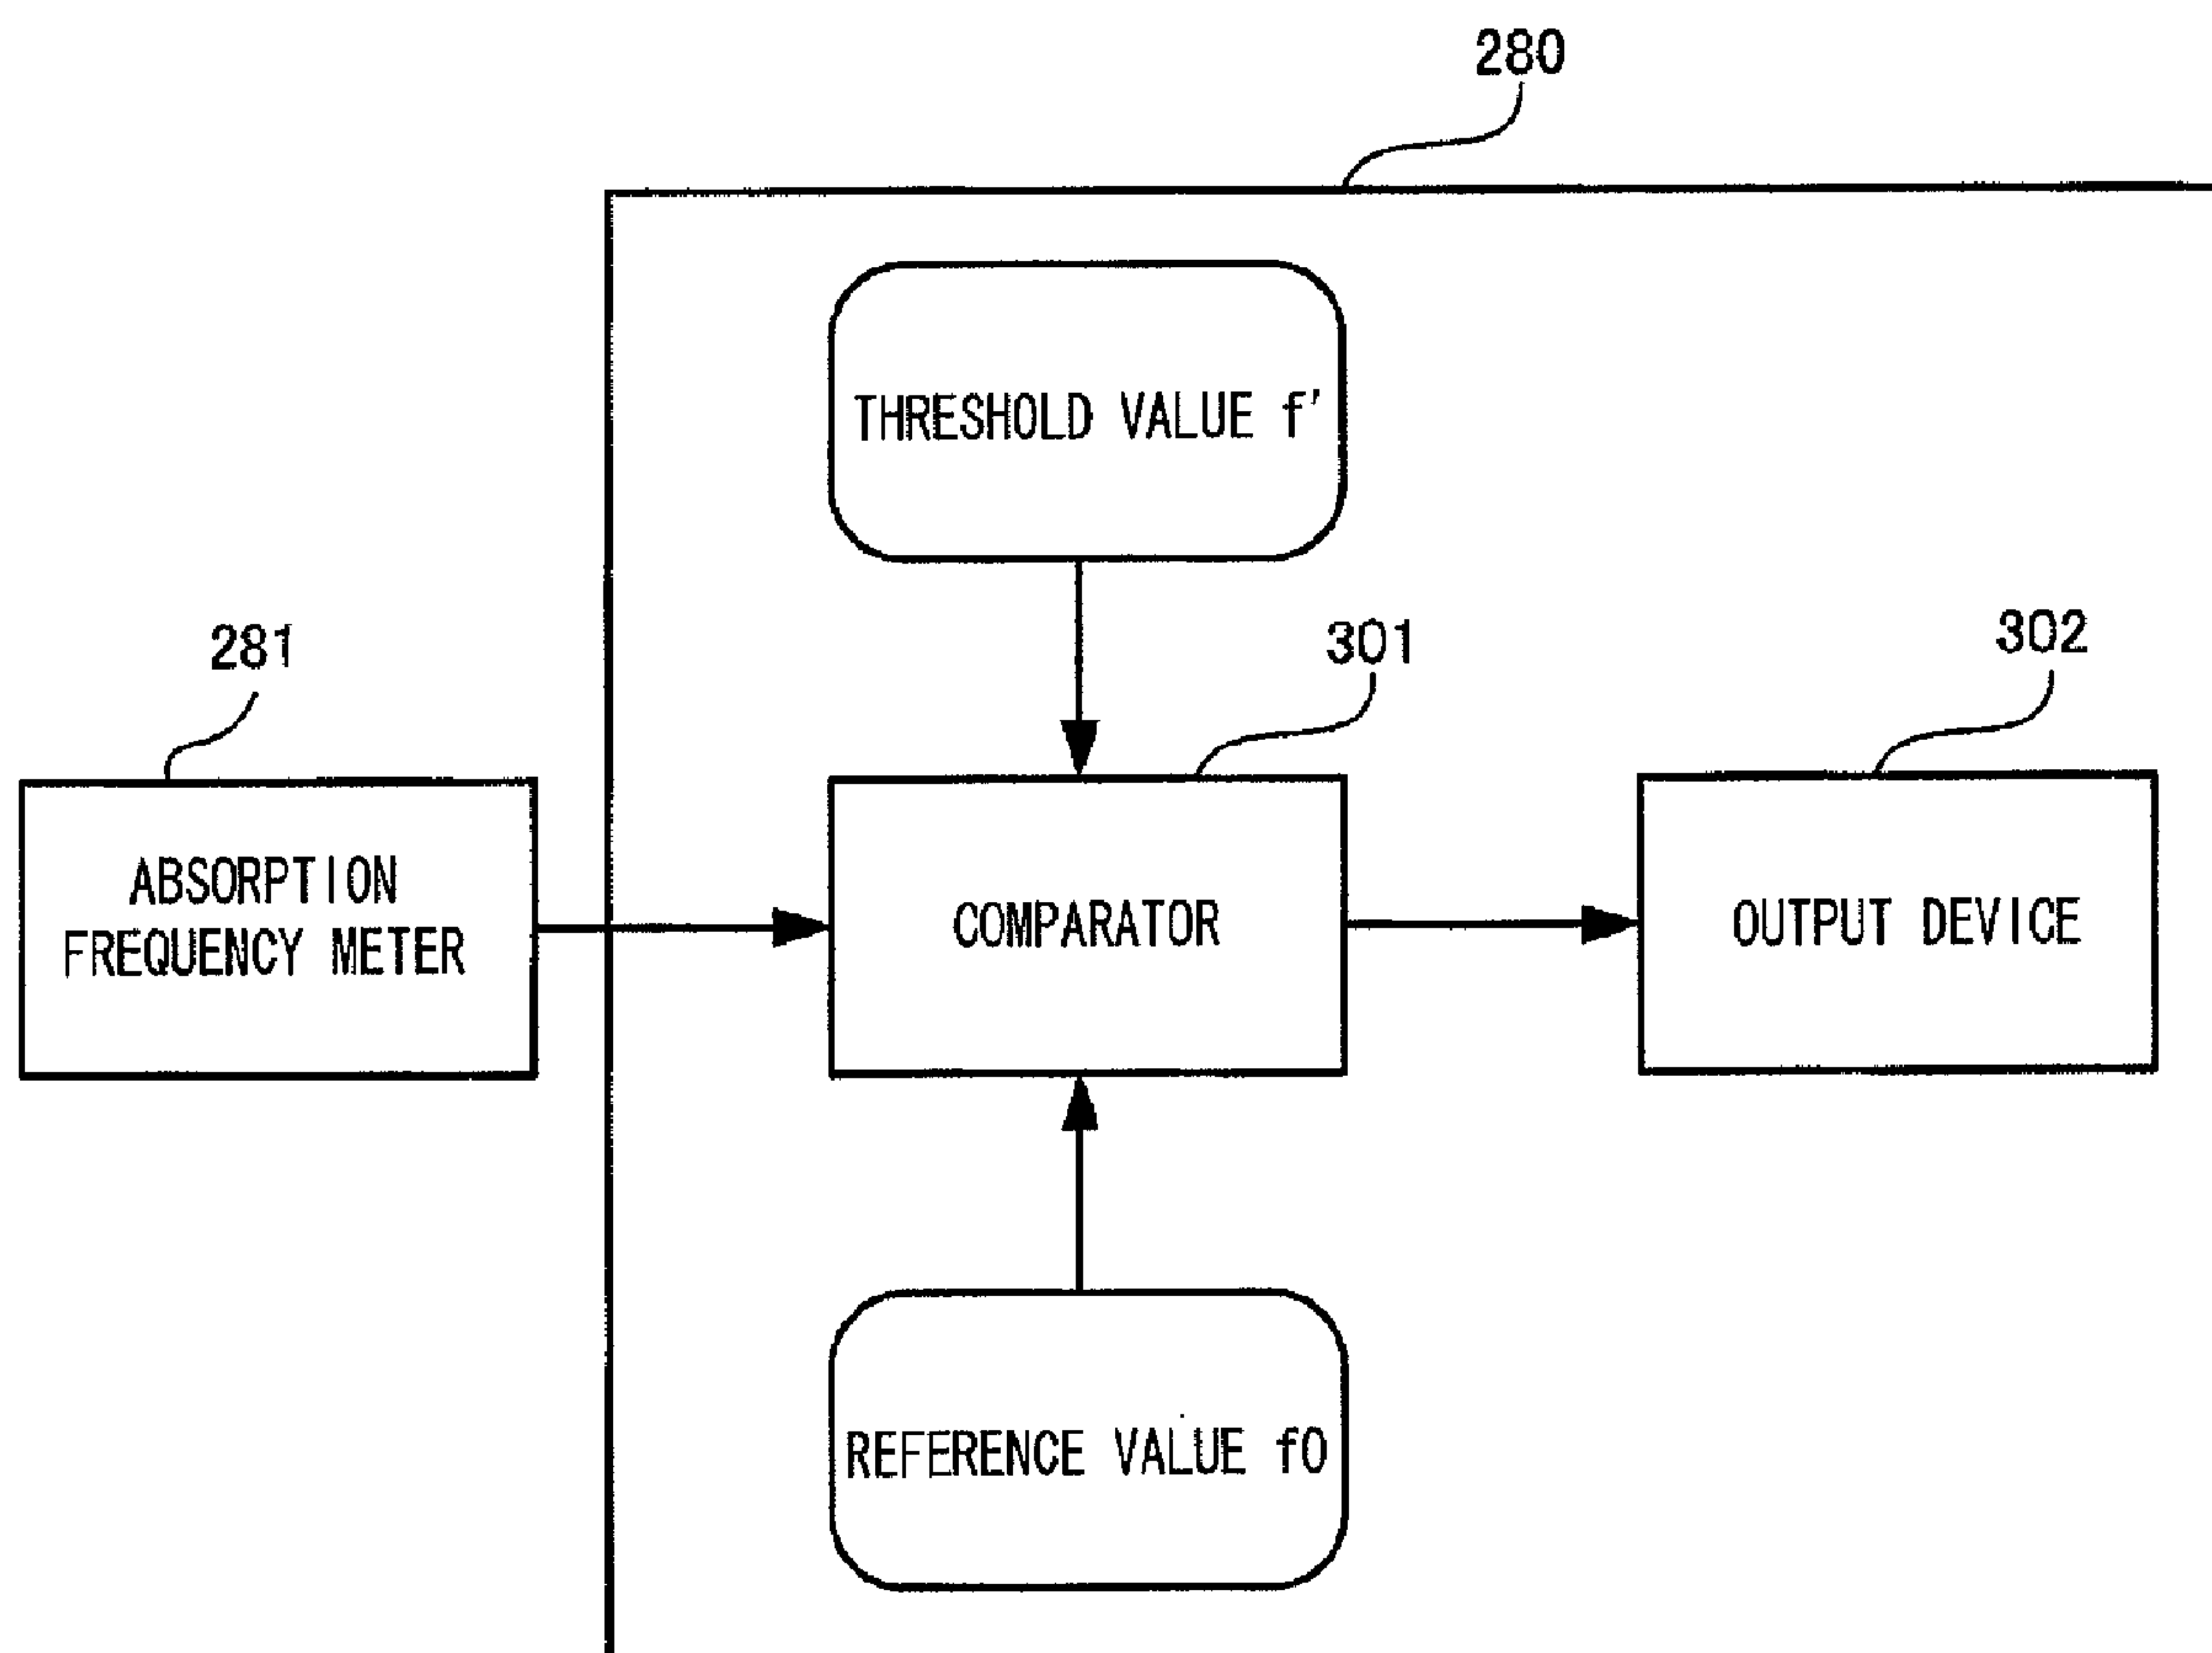 280
THRESHOLD VALUE f'
281
301
302
ABSORPTION
FREQUENCY METER
COMPARATOR
OUTPUT DEVICE
REFERENCE VALUE f0